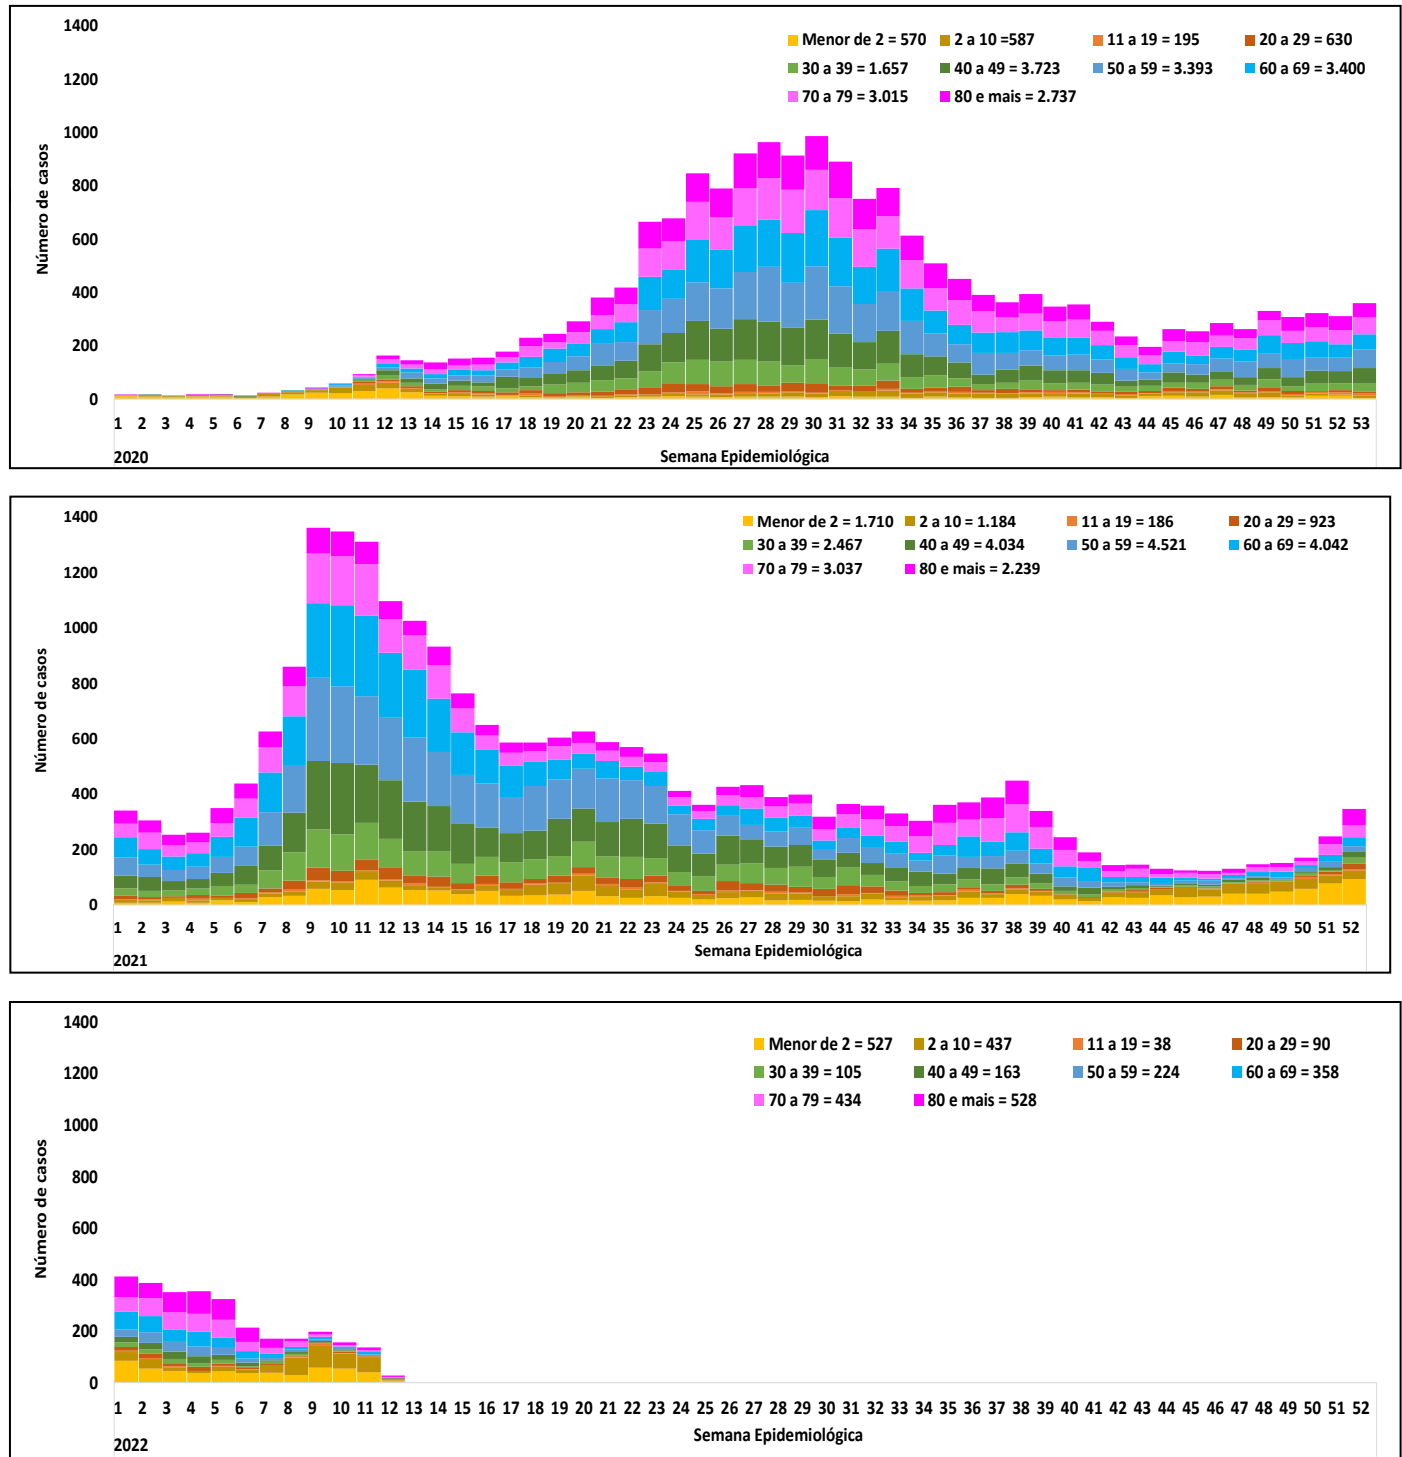 1400
Menor de 2 = 570 2 a 10 =587 11 a 19 = 195 20 a 29 = 630
30 a 39 = 1.657 40 a 49 = 3.723 50 a 59 = 3.393 60 a 69 = 3.400
70 a 79 = 3.015 80 e mais = 2.737
1200
1000
800
600
400
200
0
Número de casos
1 2 3 4 5 6 7 8 9 10 11 12 13 14 15 16 17 18 19 20 21 22 23 24 25 26 27 28 29 30 31 32 33 34 35 36 37 38 39 40 41 42 43 44 45 46 47 48 49 50 51 52 53
2020 Semana Epidemiológica
1400
Menor de 2 = 1.710 2 a 10 = 1.184 11 a 19 = 186 20 a 29 = 923
30 a 39 = 2.467 40 a 49 = 4.034 50 a 59 = 4.521 60 a 69 = 4.042
70 a 79 = 3.037 80 e mais = 2.239
1200
1000
800
600
400
200
0
Número de casos
1 2 3 4 5 6 7 8 9 10 11 12 13 14 15 16 17 18 19 20 21 22 23 24 25 26 27 28 29 30 31 32 33 34 35 36 37 38 39 40 41 42 43 44 45 46 47 48 49 50 51 52
Semana Epidemiológica
2021
1400
Menor de 2 = 527 2 a 10 = 437 11 a 19 = 38 20 a 29 = 90
30 a 39 = 105 40 a 49 = 163 50 a 59 = 224 60 a 69 = 358
70 a 79 = 434 80 e mais = 528
1200
1000
800
600
400
200
0
Número de casos
1 2 3 4 5 6 7 8 9 10 11 12 13 14 15 16 17 18 19 20 21 22 23 24 25 26 27 28 29 30 31 32 33 34 35 36 37 38 39 40 41 42 43 44 45 46 47 48 49 50 51 52
Semana Epidemiológica
2022